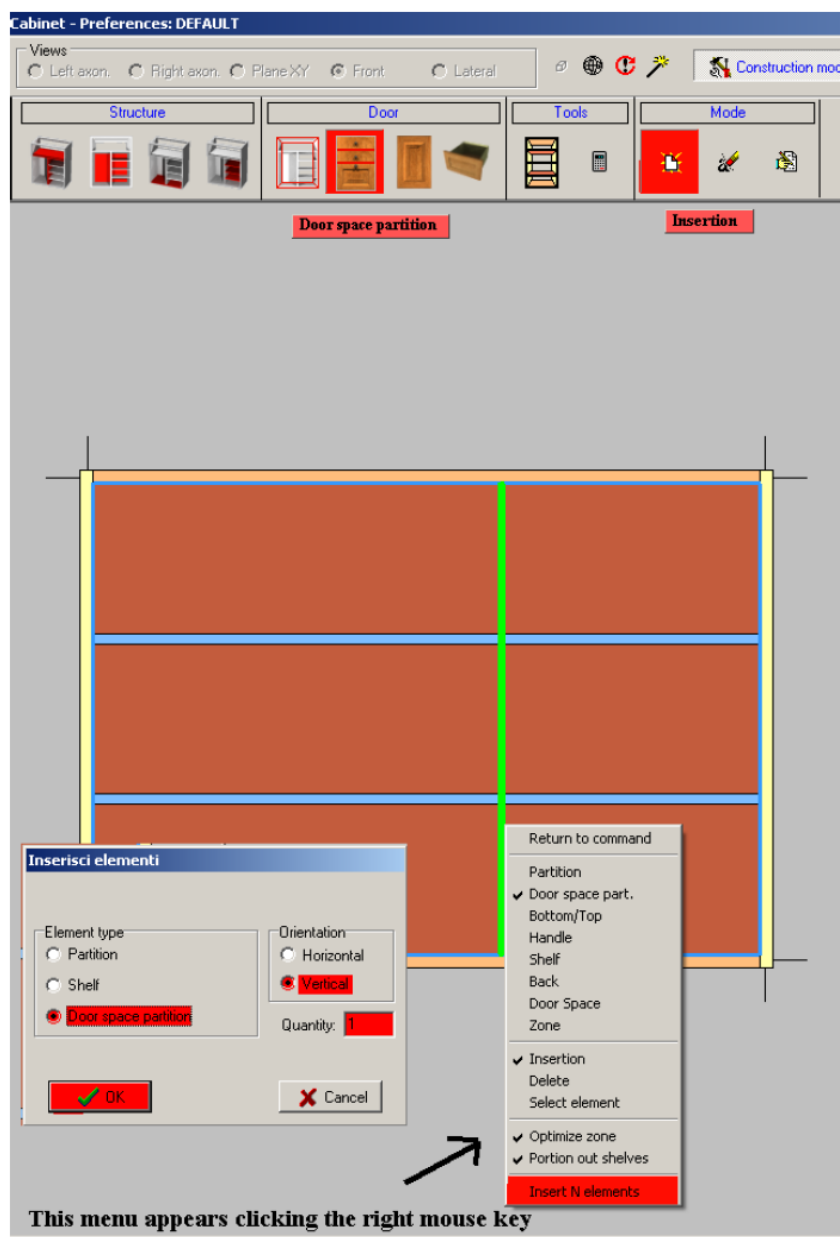 Cabinet - Preferences: DEFAULT
Views
Left axon. Right axon. Plane XY Front Lateral
Construction mod
Structure Door Tools Mode
Door space partition
Insertion
Return to command
Partition
Door space part.
Bottom/Top
Handle
Shelf
Back
Door Space
Zone
Insertion
Delete
Select element
Optimize zone
Portion out shelves
Insert N elements
Inserisci elementi
Element type
Partition
Shelf
Door space partition
Orientation
Horizontal
Vertical
Quantity: 1
OK
Cancel
This menu appears clicking the right mouse key